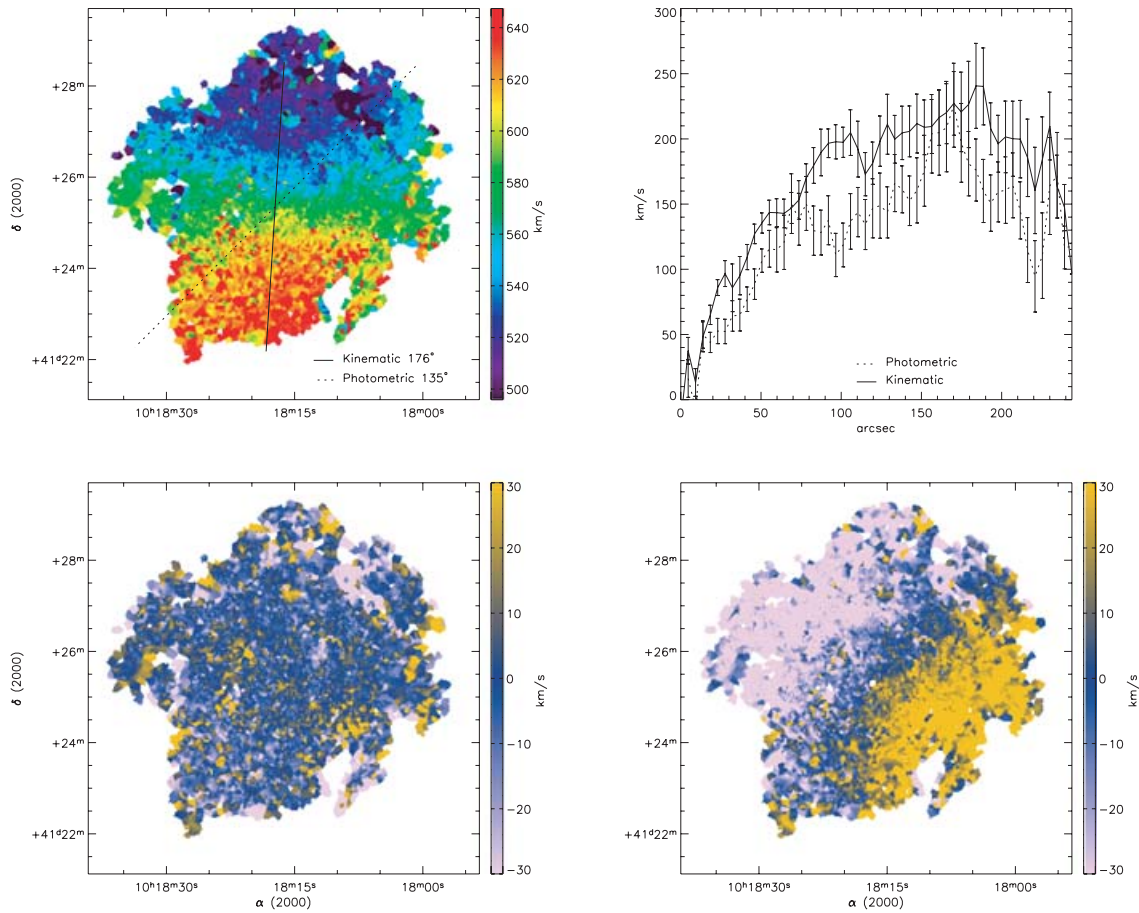 640
620
600
580
560
540
520
500
km/s
δ (2000)
+28ᵐ
+26ᵐ
+24ᵐ
+41ᵈ22ᵐ
Kinematic 176°
Photometric 135°
10ʰ18ᵐ30ˢ
18ᵐ15ˢ
18ᵐ00ˢ
300
250
200
150
100
50
0
km/s
Photometric
Kinematic
0
50
100
150
200
arcsec
30
20
10
0
−10
−20
−30
km/s
δ (2000)
+28ᵐ
+26ᵐ
+24ᵐ
+41ᵈ22ᵐ
10ʰ18ᵐ30ˢ
18ᵐ15ˢ
18ᵐ00ˢ
α (2000)
30
20
10
0
−10
−20
−30
km/s
+28ᵐ
+26ᵐ
+24ᵐ
+41ᵈ22ᵐ
10ʰ18ᵐ30ˢ
18ᵐ15ˢ
18ᵐ00ˢ
α (2000)